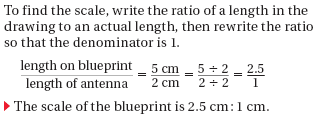 To find the scale, write the ratio of a length in the
drawing to an actual length, then rewrite the ratio
so that the denominator is 1.
length on blueprint / length of antenna = 5 cm / 2 cm = 5 ÷ 2 / 2 ÷ 2 = 2.5 / 1
The scale of the blueprint is 2.5 cm : 1 cm.